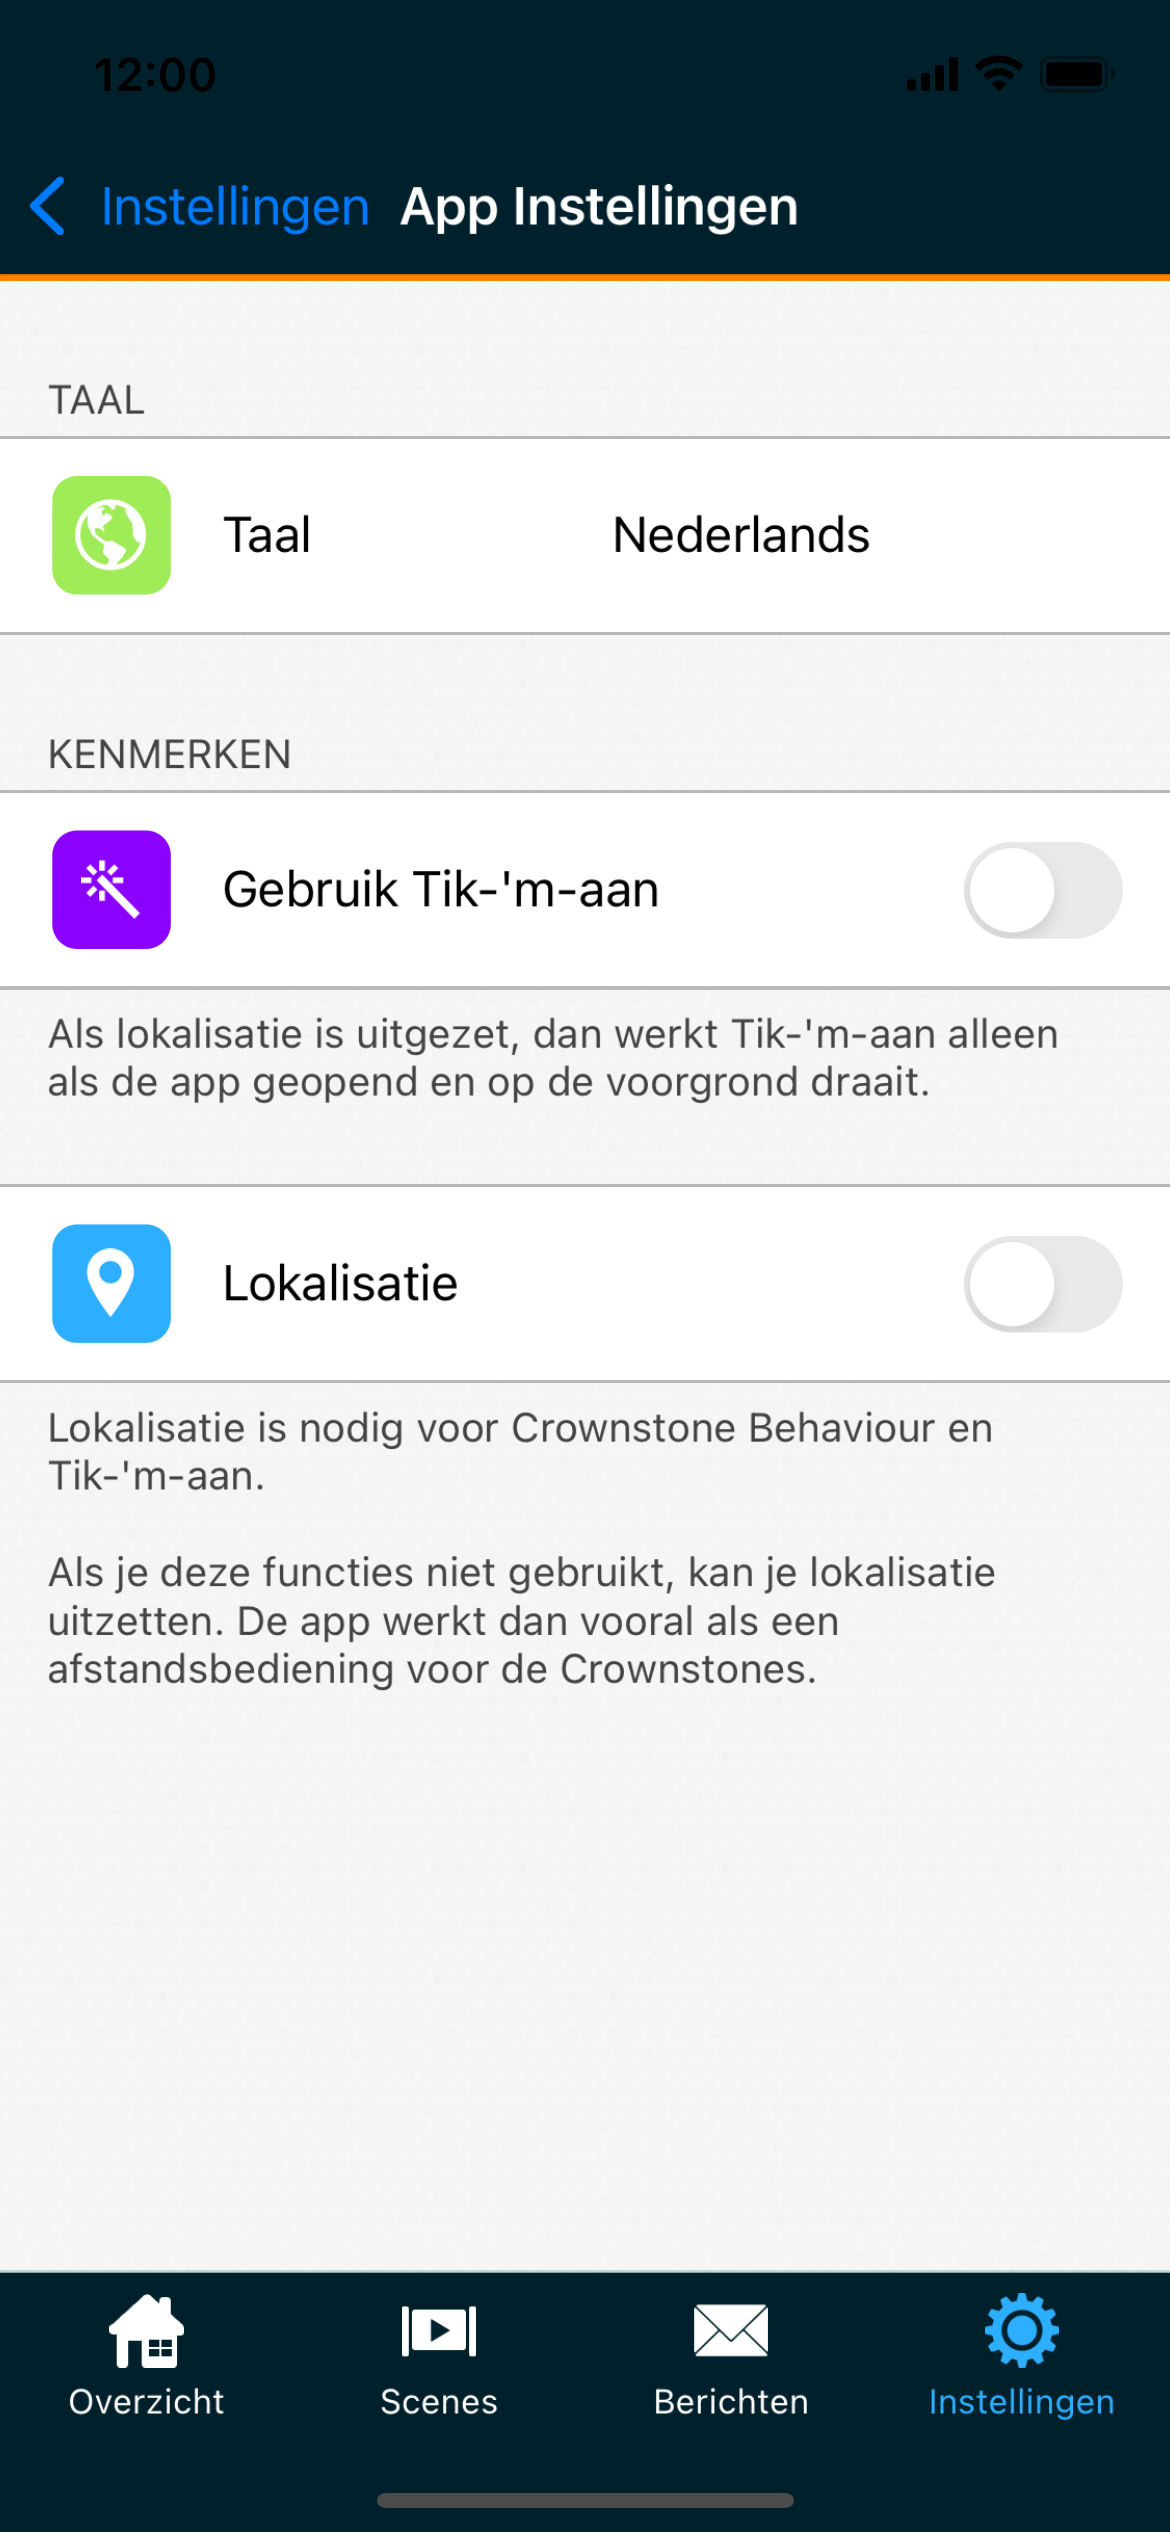 12:00
Instellingen App Instellingen
TAAL
Taal Nederlands
KENMERKEN
Gebruik Tik-'m-aan
Als lokalisatie is uitgezet, dan werkt Tik-'m-aan alleen
als de app geopend en op de voorgrond draait.
Lokalisatie
Lokalisatie is nodig voor Crownstone Behaviour en
Tik-'m-aan.
Als je deze functies niet gebruikt, kan je lokalisatie
uitzetten. De app werkt dan vooral als een
afstandsbediening voor de Crownstones.
Overzicht Scenes Berichten Instellingen